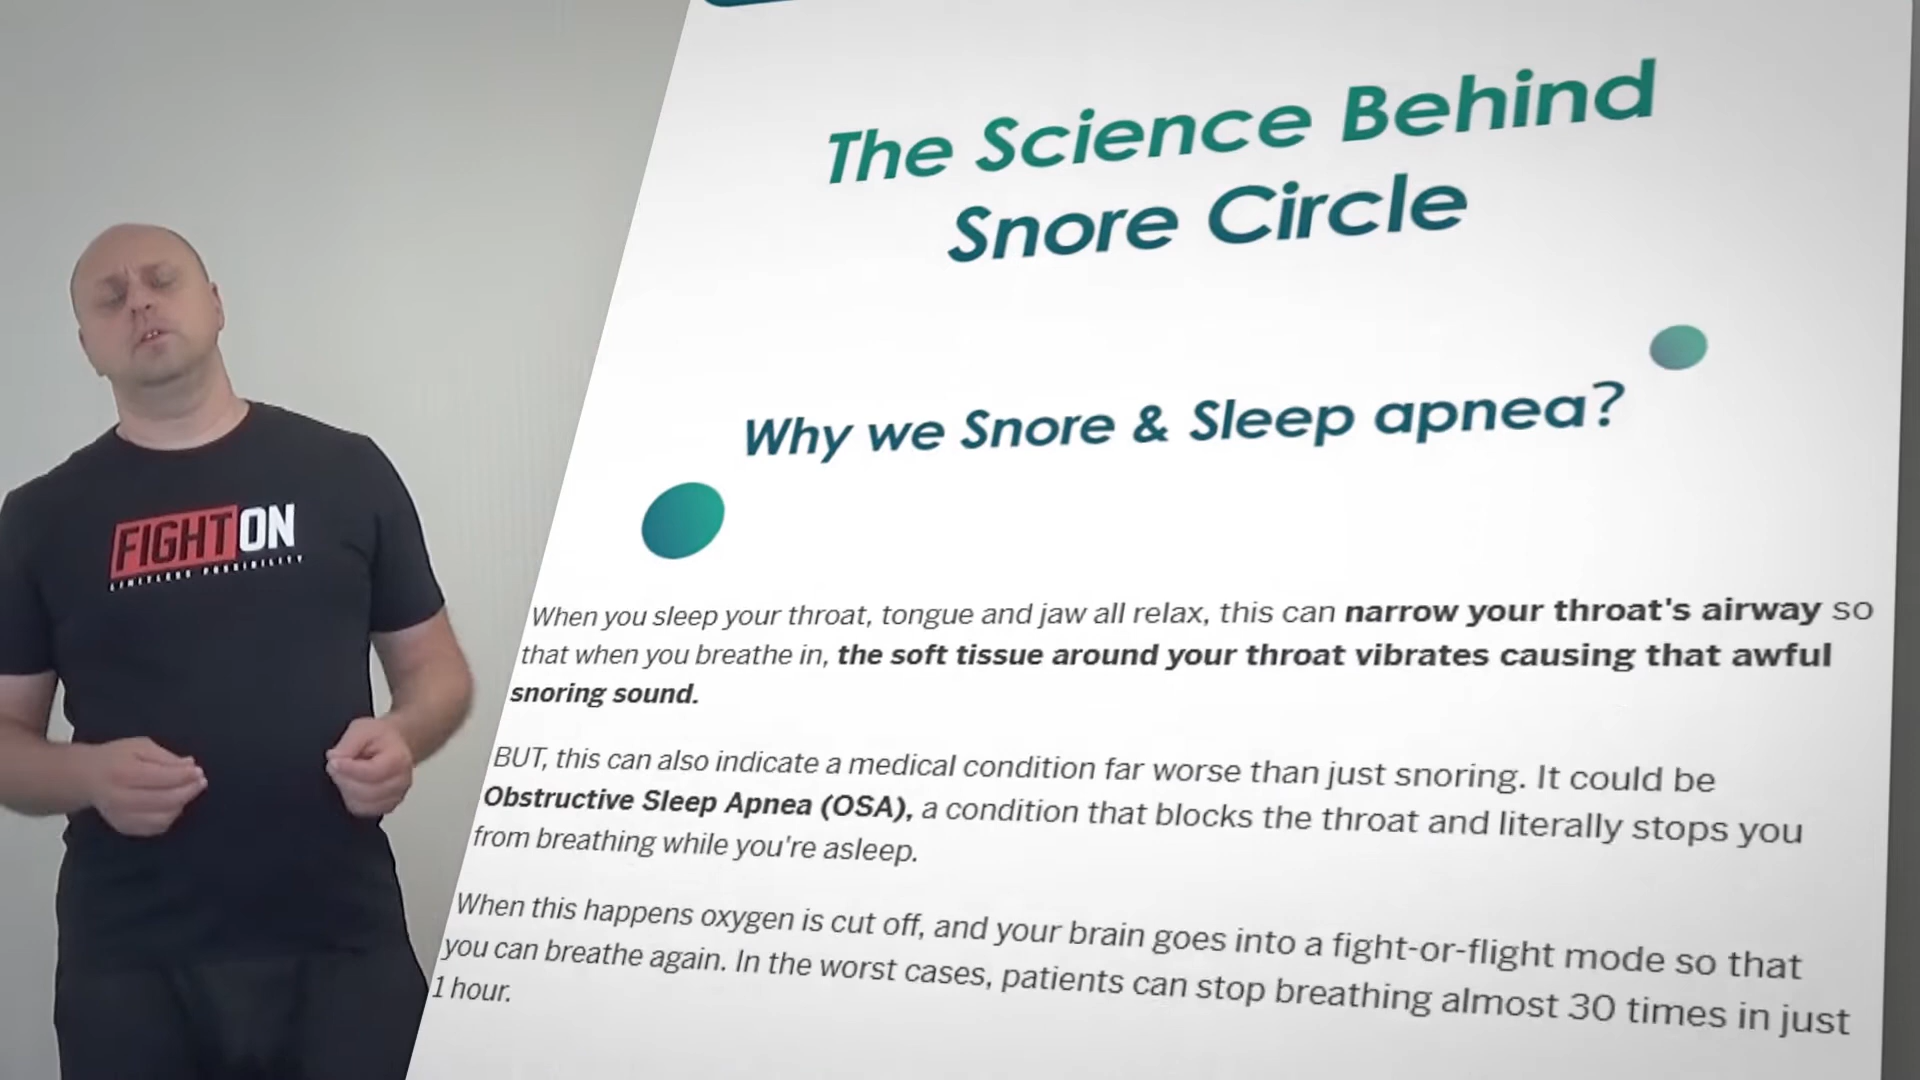 The Science Behind
Snore Circle
Why we Snore & Sleep apnea?
FIGHT ON
LIMITLESS POSSIBILITY
When you sleep your throat, tongue and jaw all relax, this can narrow your throat's airway so
that when you breathe in, the soft tissue around your throat vibrates causing that awful
snoring sound.
BUT, this can also indicate a medical condition far worse than just snoring. It could be
Obstructive Sleep Apnea (OSA), a condition that blocks the throat and literally stops you
from breathing while you're asleep.
When this happens oxygen is cut off, and your brain goes into a fight-or-flight mode so that
you can breathe again. In the worst cases, patients can stop breathing almost 30 times in just
1 hour.